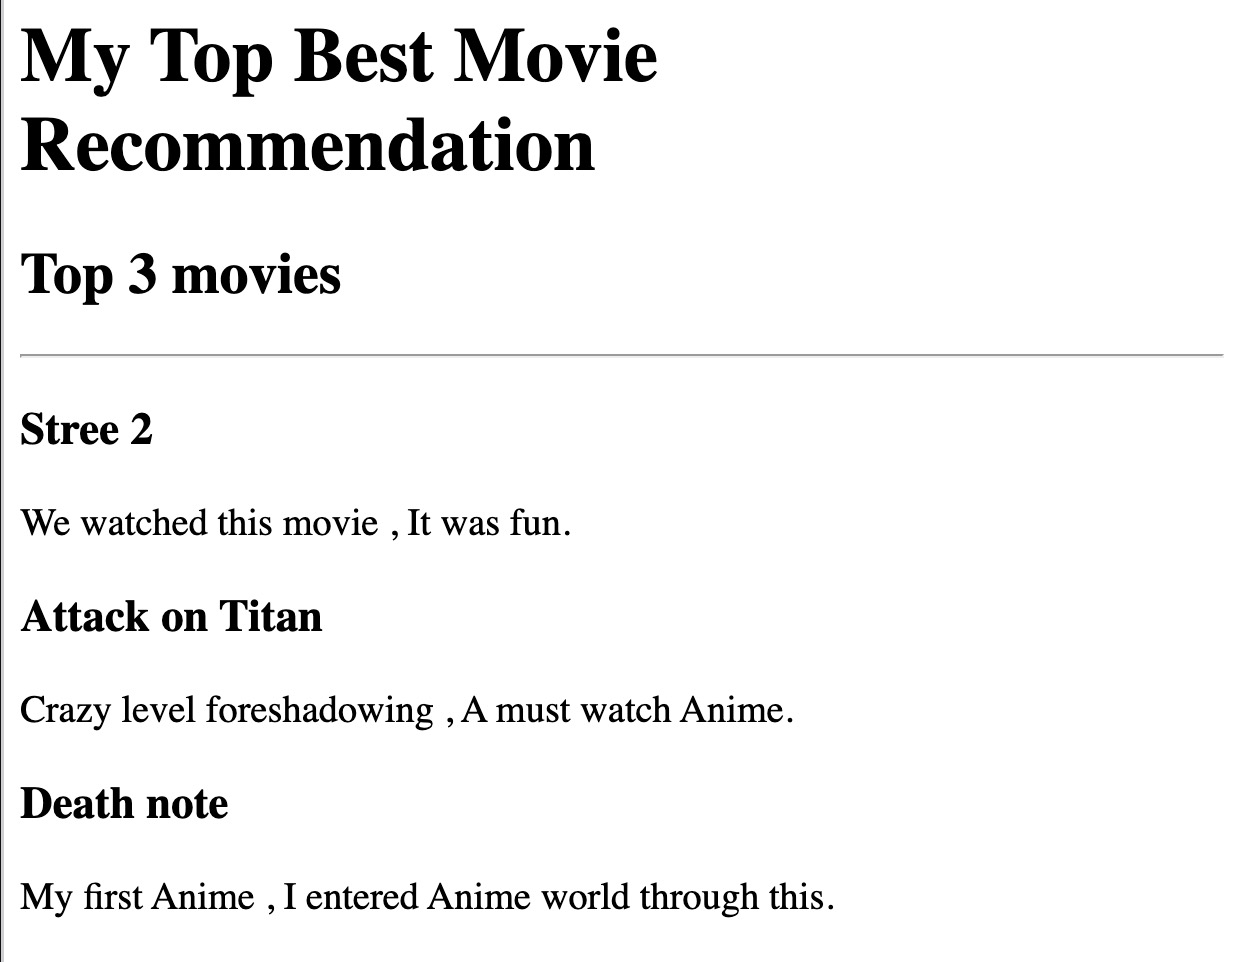 My Top Best Movie
Recommendation
Top 3 movies
Stree 2
We watched this movie , It was fun.
Attack on Titan
Crazy level foreshadowing , A must watch Anime.
Death note
My first Anime , I entered Anime world through this.